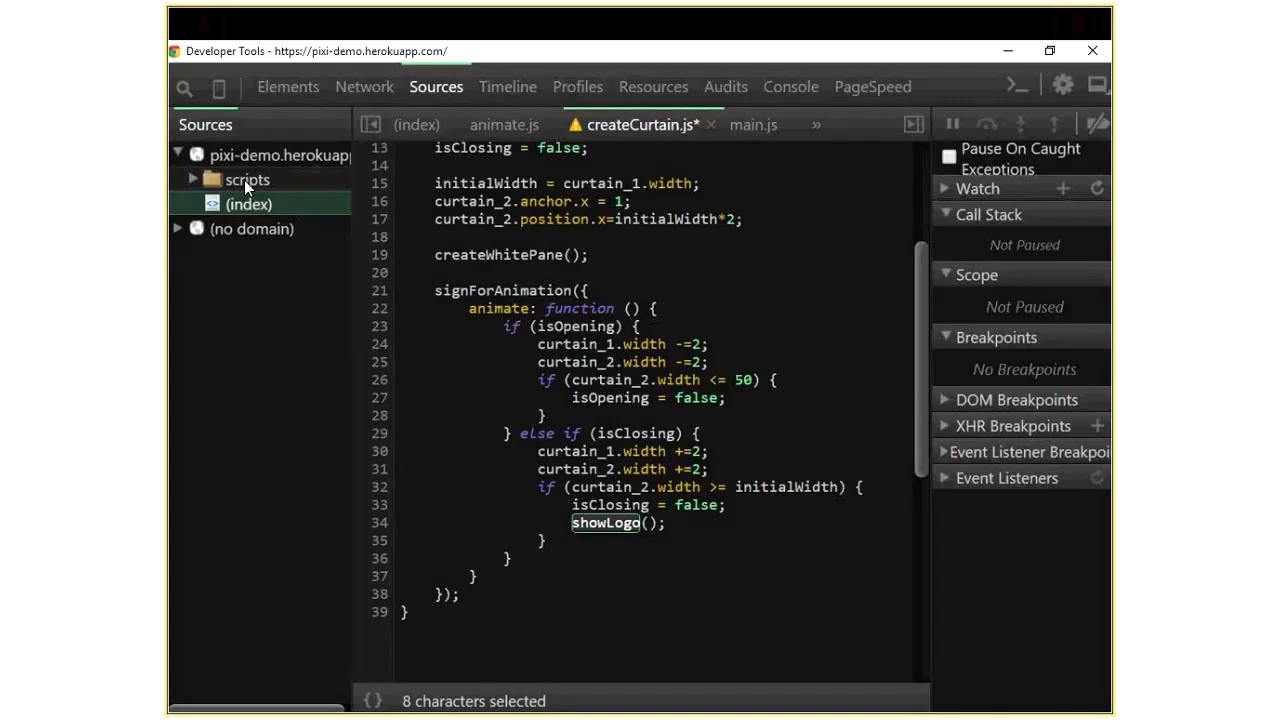 Developer Tools - https://pixi-demo.herokuapp.com/
Elements Network Sources Timeline Profiles Resources Audits Console PageSpeed
Sources
(index) animate.js createCurtain.js* × main.js »
pixi-demo.herokuapp
scripts
(index)
(no domain)
13 isClosing = false;
14
15 initialWidth = curtain_1.width;
16 curtain_2.anchor.x = 1;
17 curtain_2.position.x=initialWidth*2;
18
19 createWhitePane();
20
21 signForAnimation({
22 animate: function () {
23 if (isOpening) {
24 curtain_1.width -=2;
25 curtain_2.width -=2;
26 if (curtain_2.width <= 50) {
27 isOpening = false;
28 }
29 } else if (isClosing) {
30 curtain_1.width +=2;
31 curtain_2.width +=2;
32 if (curtain_2.width >= initialWidth) {
33 isClosing = false;
34 showLogo();
35 }
36 }
37 }
38 });
39 }
{} 8 characters selected
Pause On Caught
Exceptions
Watch
Call Stack
Not Paused
Scope
Not Paused
Breakpoints
No Breakpoints
DOM Breakpoints
XHR Breakpoints
Event Listener Breakpoi
Event Listeners